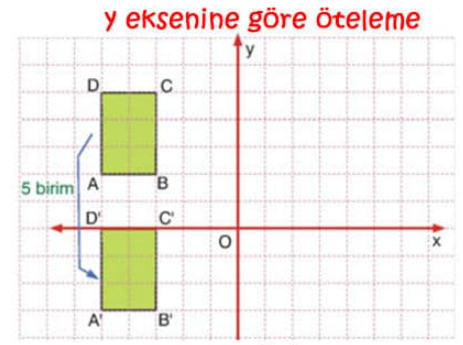 y eksenine göre öteleme
y
D C
5 birim A B
D' C'
O x
A' B'